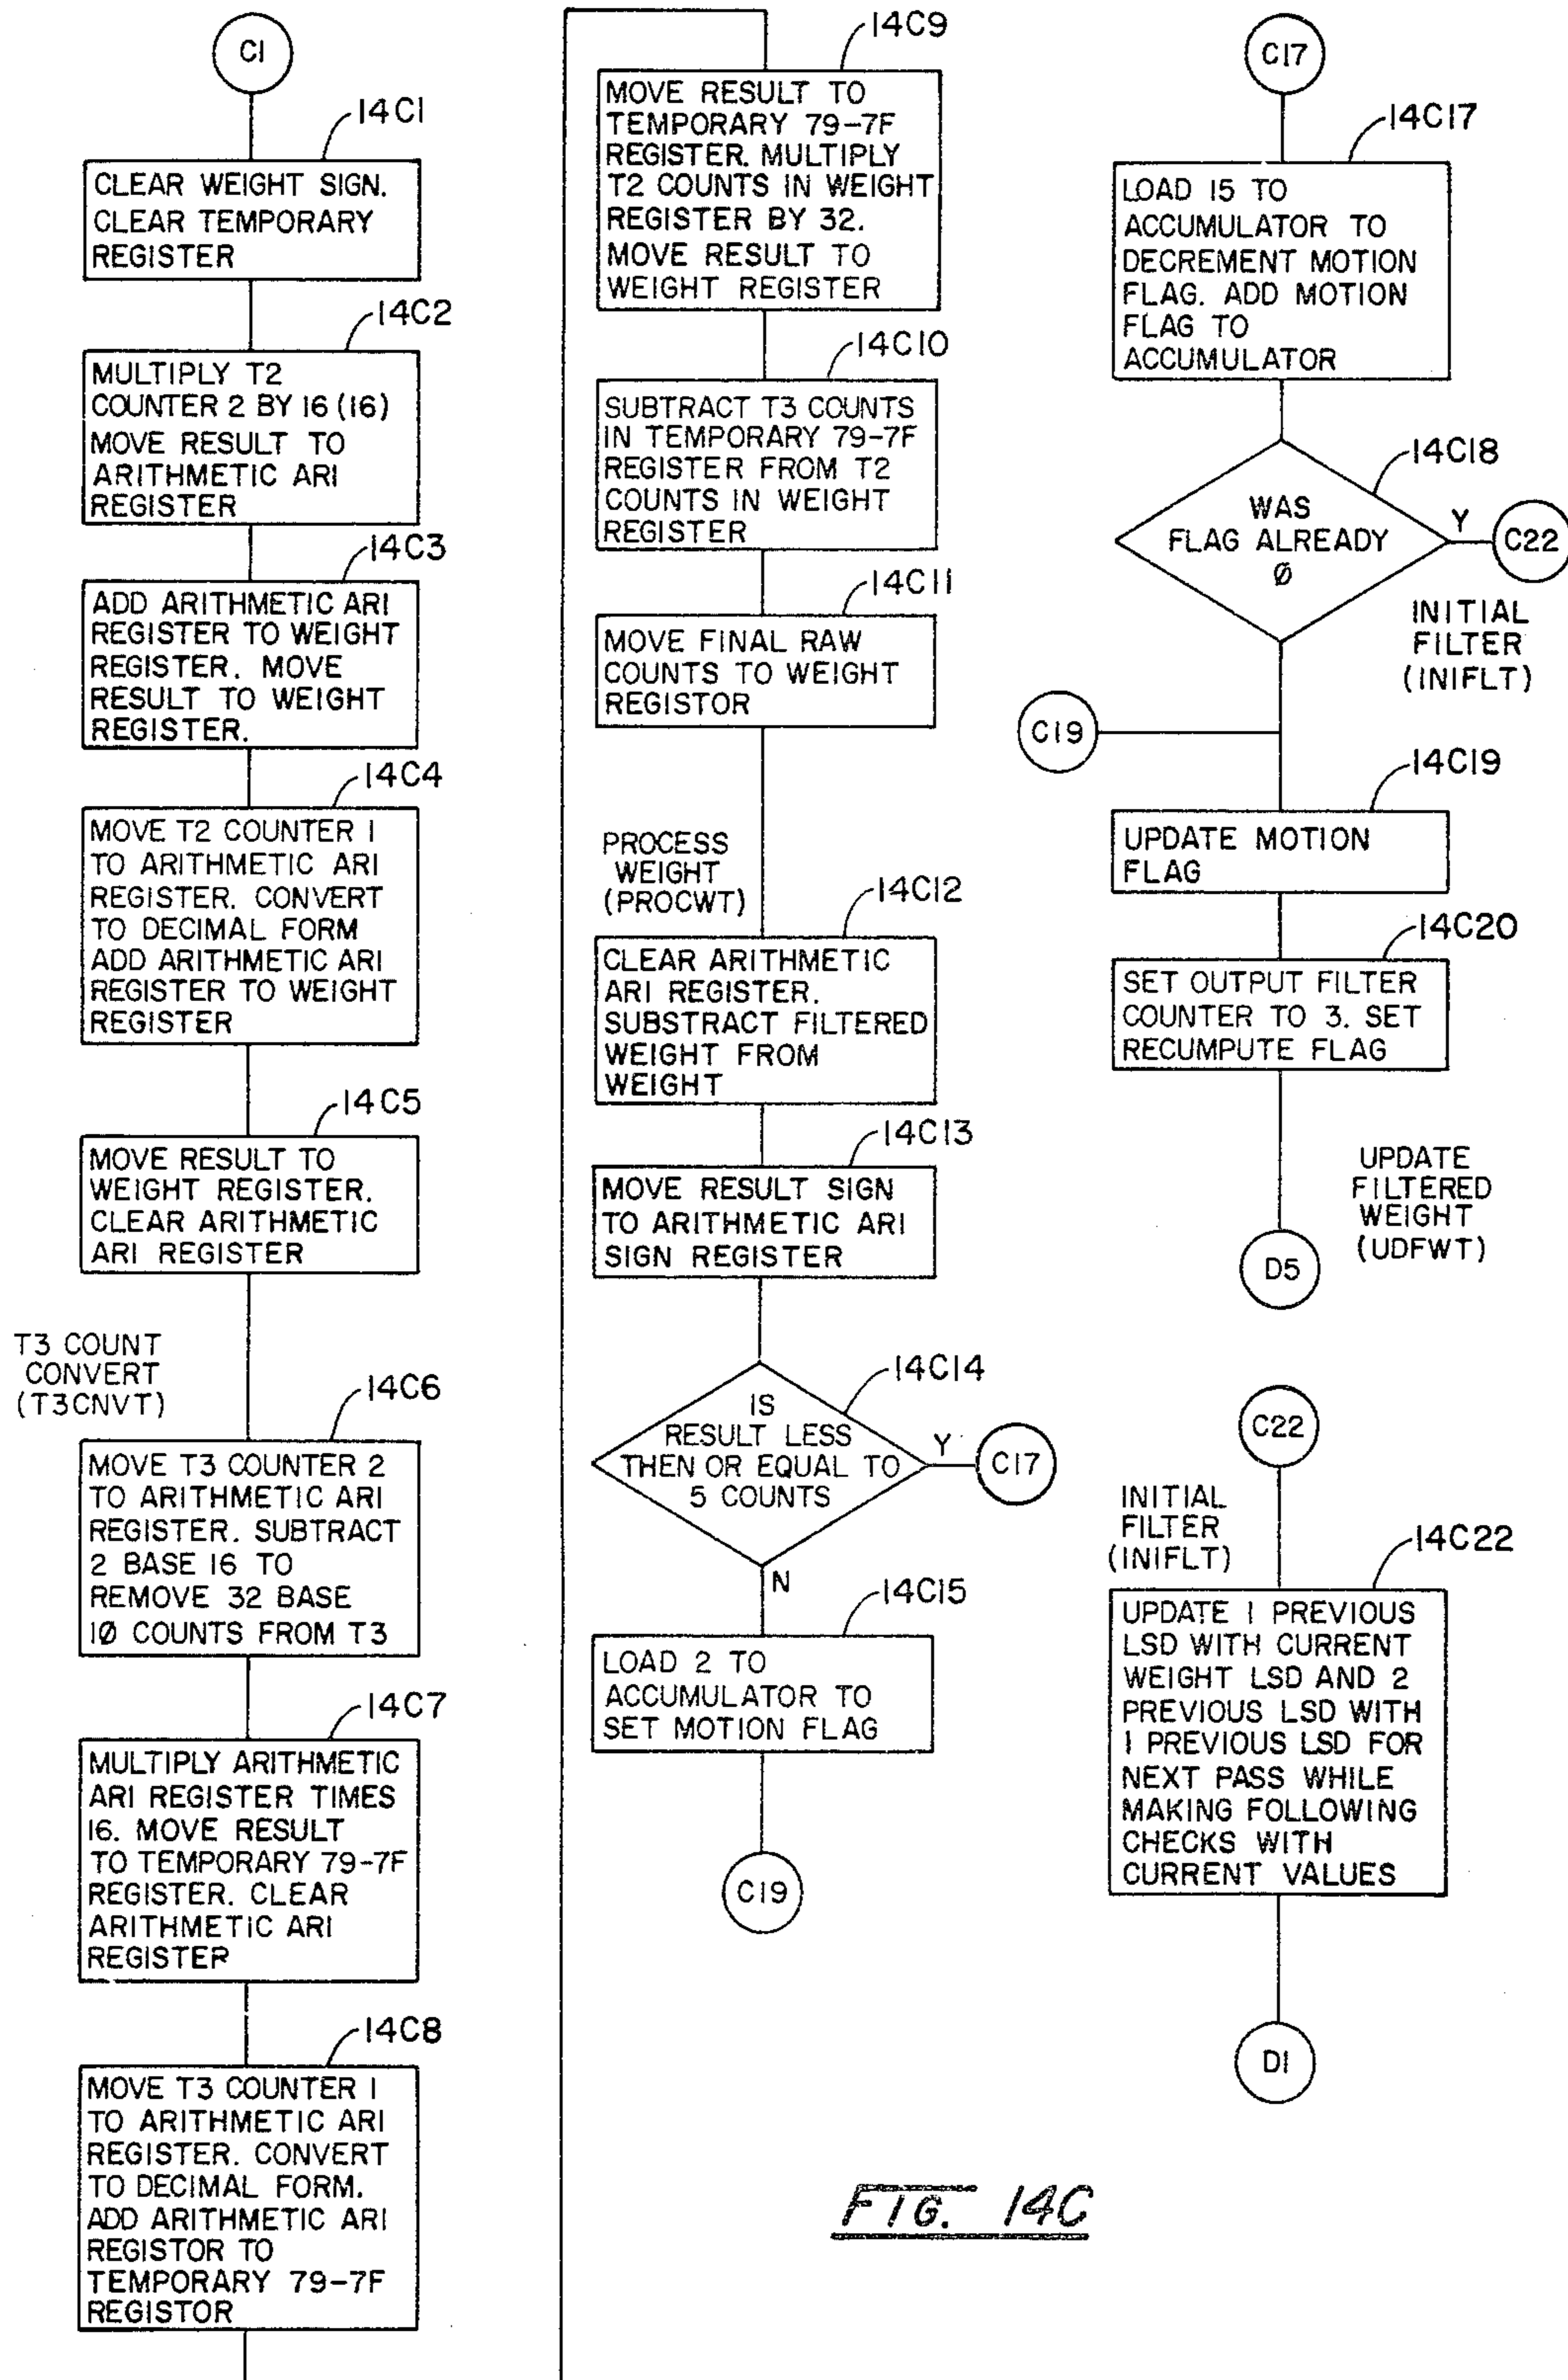 C1
14C1
CLEAR WEIGHT SIGN.
CLEAR TEMPORARY
REGISTER
14C2
MULTIPLY T2
COUNTER 2 BY 16 (16)
MOVE RESULT TO
ARITHMETIC ARI
REGISTER
14C3
ADD ARITHMETIC ARI
REGISTER TO WEIGHT
REGISTER. MOVE
RESULT TO WEIGHT
REGISTER.
14C4
MOVE T2 COUNTER 1
TO ARITHMETIC ARI
REGISTER. CONVERT
TO DECIMAL FORM
ADD ARITHMETIC ARI
REGISTER TO WEIGHT
REGISTER
14C5
MOVE RESULT TO
WEIGHT REGISTER.
CLEAR ARITHMETIC
ARI REGISTER
T3 COUNT
CONVERT
(T3CNVT)
14C6
MOVE T3 COUNTER 2
TO ARITHMETIC ARI
REGISTER. SUBTRACT
2 BASE 16 TO
REMOVE 32 BASE
1Ø COUNTS FROM T3
14C7
MULTIPLY ARITHMETIC
ARI REGISTER TIMES
16. MOVE RESULT
TO TEMPORARY 79-7F
REGISTER. CLEAR
ARITHMETIC ARI
REGISTER
14C8
MOVE T3 COUNTER 1
TO ARITHMETIC ARI
REGISTER. CONVERT
TO DECIMAL FORM.
ADD ARITHMETIC ARI
REGISTOR TO
TEMPORARY 79-7F
REGISTOR
14C9
MOVE RESULT TO
TEMPORARY 79-7F
REGISTER. MULTIPLY
T2 COUNTS IN WEIGHT
REGISTER BY 32.
MOVE RESULT TO
WEIGHT REGISTER
14C10
SUBTRACT T3 COUNTS
IN TEMPORARY 79-7F
REGISTER FROM T2
COUNTS IN WEIGHT
REGISTER
14C11
MOVE FINAL RAW
COUNTS TO WEIGHT
REGISTOR
PROCESS
WEIGHT
(PROCWT)
14C12
CLEAR ARITHMETIC
ARI REGISTER.
SUBSTRACT FILTERED
WEIGHT FROM
WEIGHT
14C13
MOVE RESULT SIGN
TO ARITHMETIC ARI
SIGN REGISTER
14C14
IS
RESULT LESS
THEN OR EQUAL TO
5 COUNTS
Y
C17
N
14C15
LOAD 2 TO
ACCUMULATOR TO
SET MOTION FLAG
C19
C17
14C17
LOAD 15 TO
ACCUMULATOR TO
DECREMENT MOTION
FLAG. ADD MOTION
FLAG TO
ACCUMULATOR
14C18
WAS
FLAG ALREADY
Ø
Y
C22
INITIAL
FILTER
(INIFLT)
C19
14C19
UPDATE MOTION
FLAG
14C20
SET OUTPUT FILTER
COUNTER TO 3. SET
RECUMPUTE FLAG
UPDATE
FILTERED
WEIGHT
(UDFWT)
D5
C22
INITIAL
FILTER
(INIFLT)
14C22
UPDATE 1 PREVIOUS
LSD WITH CURRENT
WEIGHT LSD AND 2
PREVIOUS LSD WITH
1 PREVIOUS LSD FOR
NEXT PASS WHILE
MAKING FOLLOWING
CHECKS WITH
CURRENT VALUES
D1
FIG. 14C